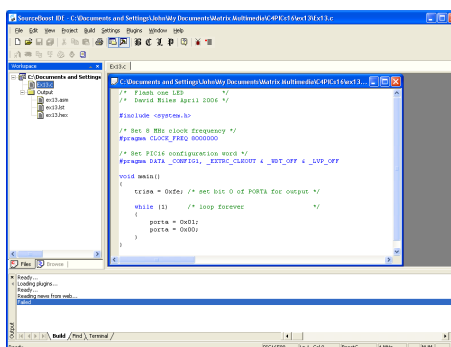 SourceBoost IDE - C:\Documents and Settings\John\My Documents\Matrix Multimedia\C4PICs16\ex13\Ex13.c
File Edit View Project Build Settings Plugins Window Help
Workspace
C:\Documents and Settings
ex13.c
Output
ex13.asm
ex13.lst
ex13.hex
Files Browse
Ex13.c
C:\Documents and Settings\John\My Documents\Matrix Multimedia\C4PICs16\ex13...
/* Flash one LED */
/* David Miles April 2006 */
#include <system.h>
/* Set 8 MHz clock frequency */
#pragma CLOCK_FREQ 8000000
/* Set PIC16 configuration word */
#pragma DATA _CONFIG1, _EXTRC_CLKOUT & _WDT_OFF & _LVP_OFF
void main()
{
trisa = 0xfe; /* set bit 0 of PORTA for output */
while (1) /* loop forever */
{
porta = 0x01;
porta = 0x00;
}
}
Ready...
Loading plugins...
Ready...
Reading news from web...
Failed
Output
Build Find Terminal